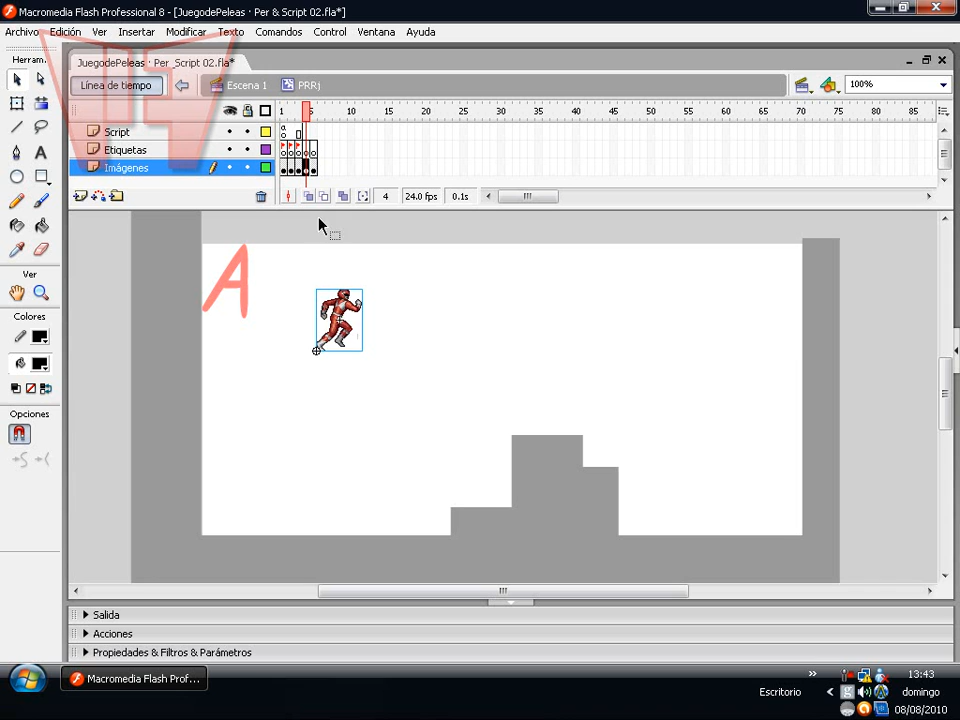 Macromedia Flash Professional 8 - [JuegodePeleas · Per & Script 02.fla*]
Archivo Edición Ver Insertar Modificar Texto Comandos Control Ventana Ayuda
Herram.
JuegodePeleas · Per _Script 02.fla*
Línea de tiempo Escena 1 PRRj 100%
1 5 10 15 20 25 30 35 40 45 50 55 60 65 70 75 80 85
Script
Etiquetas
Imágenes
4 24.0 fps 0.1s
A
Ver
Colores
Opciones
Salida
Acciones
Propiedades & Filtros & Parámetros
Macromedia Flash Prof...
» 13:43
Escritorio domingo
08/08/2010